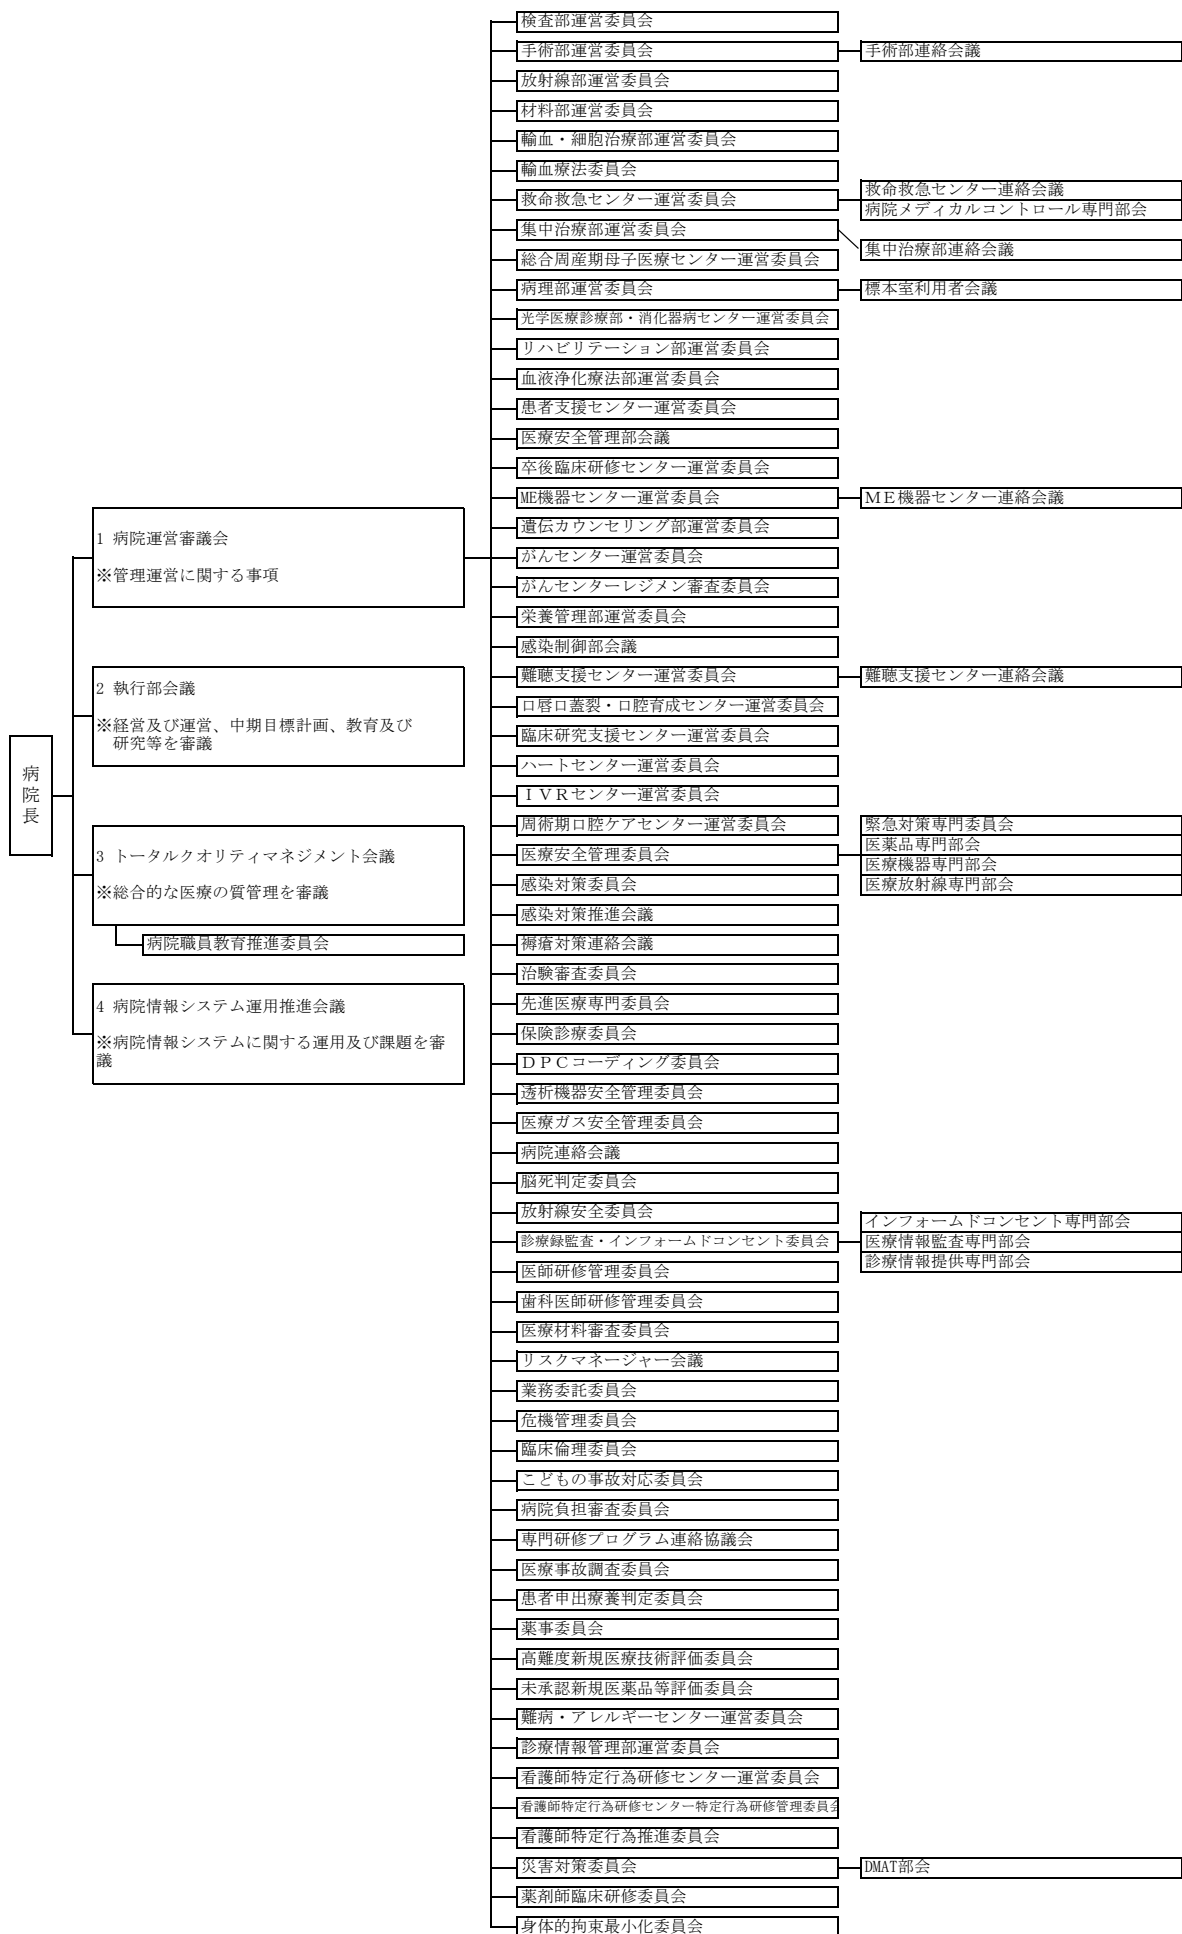 病院長
1 病院運営審議会
※管理運営に関する事項
2 執行部会議
※経営及び運営、中期目標計画、教育及び
研究等を審議
3 トータルクオリティマネジメント会議
※総合的な医療の質管理を審議
病院職員教育推進委員会
4 病院情報システム運用推進会議
※病院情報システムに関する運用及び課題を審
議
検査部運営委員会
手術部運営委員会
手術部連絡会議
放射線部運営委員会
材料部運営委員会
輸血・細胞治療部運営委員会
輸血療法委員会
救命救急センター運営委員会
救命救急センター連絡会議
病院メディカルコントロール専門部会
集中治療部運営委員会
集中治療部連絡会議
総合周産期母子医療センター運営委員会
病理部運営委員会
標本室利用者会議
光学医療診療部・消化器病センター運営委員会
リハビリテーション部運営委員会
血液浄化療法部運営委員会
患者支援センター運営委員会
医療安全管理部会議
卒後臨床研修センター運営委員会
ME機器センター運営委員会
ＭＥ機器センター連絡会議
遺伝カウンセリング部運営委員会
がんセンター運営委員会
がんセンターレジメン審査委員会
栄養管理部運営委員会
感染制御部会議
難聴支援センター運営委員会
難聴支援センター連絡会議
口唇口蓋裂・口腔育成センター運営委員会
臨床研究支援センター運営委員会
ハートセンター運営委員会
ＩＶＲセンター運営委員会
周術期口腔ケアセンター運営委員会
医療安全管理委員会
緊急対策専門委員会
医薬品専門部会
医療機器専門部会
医療放射線専門部会
感染対策委員会
感染対策推進会議
褥瘡対策連絡会議
治験審査委員会
先進医療専門委員会
保険診療委員会
ＤＰＣコーディング委員会
透析機器安全管理委員会
医療ガス安全管理委員会
病院連絡会議
脳死判定委員会
放射線安全委員会
診療録監査・インフォームドコンセント委員会
インフォームドコンセント専門部会
医療情報監査専門部会
診療情報提供専門部会
医師研修管理委員会
歯科医師研修管理委員会
医療材料審査委員会
リスクマネージャー会議
業務委託委員会
危機管理委員会
臨床倫理委員会
こどもの事故対応委員会
病院負担審査委員会
専門研修プログラム連絡協議会
医療事故調査委員会
患者申出療養判定委員会
薬事委員会
高難度新規医療技術評価委員会
未承認新規医薬品等評価委員会
難病・アレルギーセンター運営委員会
診療情報管理部運営委員会
看護師特定行為研修センター運営委員会
看護師特定行為研修センター特定行為研修管理委員会
看護師特定行為推進委員会
災害対策委員会
DMAT部会
薬剤師臨床研修委員会
身体的拘束最小化委員会